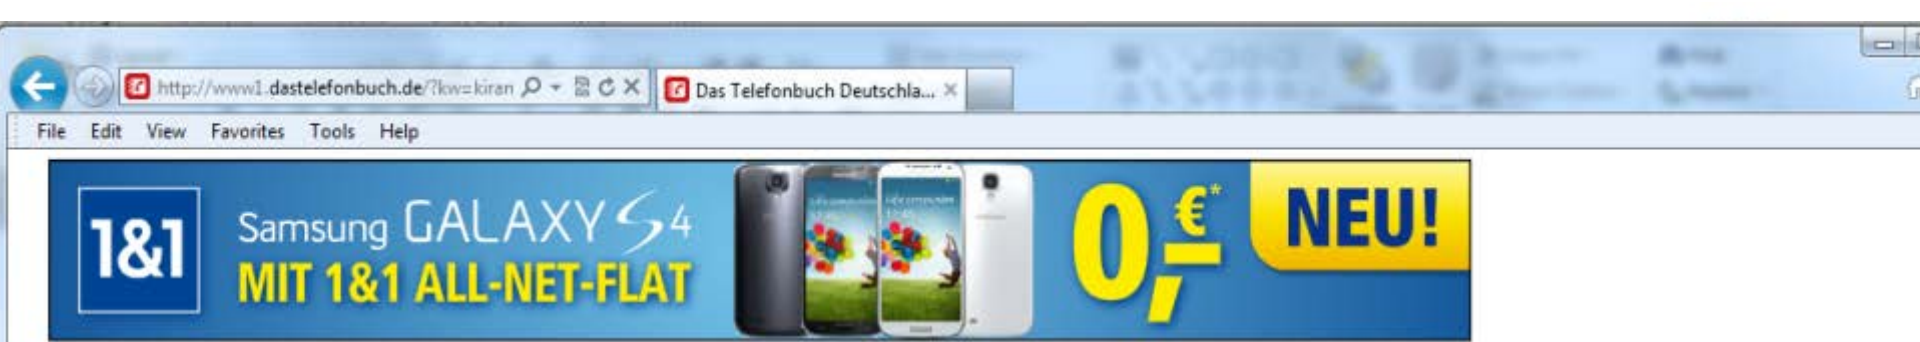 http://www1.dastelefonbuch.de/?kw=kiran
Das Telefonbuch Deutschla...
File Edit View Favorites Tools Help
1&1
Samsung GALAXY S4
MIT 1&1 ALL-NET-FLAT
0,-€*
NEU!